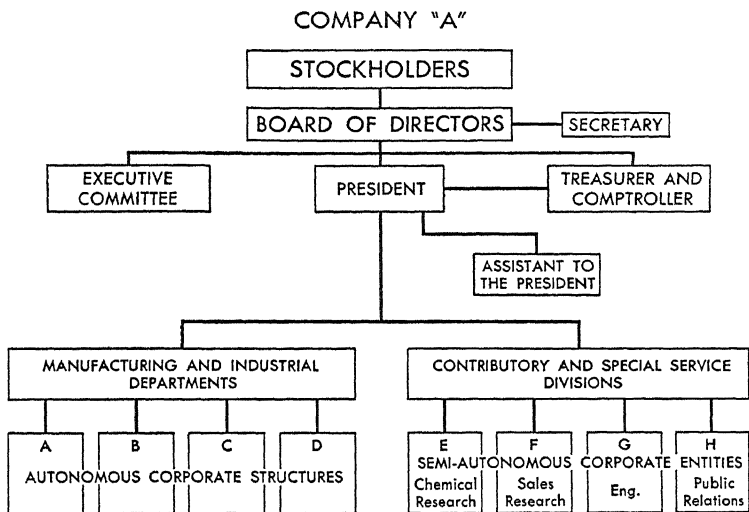 COMPANY "A"
STOCKHOLDERS
BOARD OF DIRECTORS
SECRETARY
EXECUTIVE
COMMITTEE
PRESIDENT
TREASURER AND
COMPTROLLER
ASSISTANT TO
THE PRESIDENT
MANUFACTURING AND INDUSTRIAL
DEPARTMENTS
CONTRIBUTORY AND SPECIAL SERVICE
DIVISIONS
A B C D
AUTONOMOUS CORPORATE STRUCTURES
E F G H
SEMI-AUTONOMOUS CORPORATE ENTITIES
Chemical
Research
Sales
Research
Eng.
Public
Relations